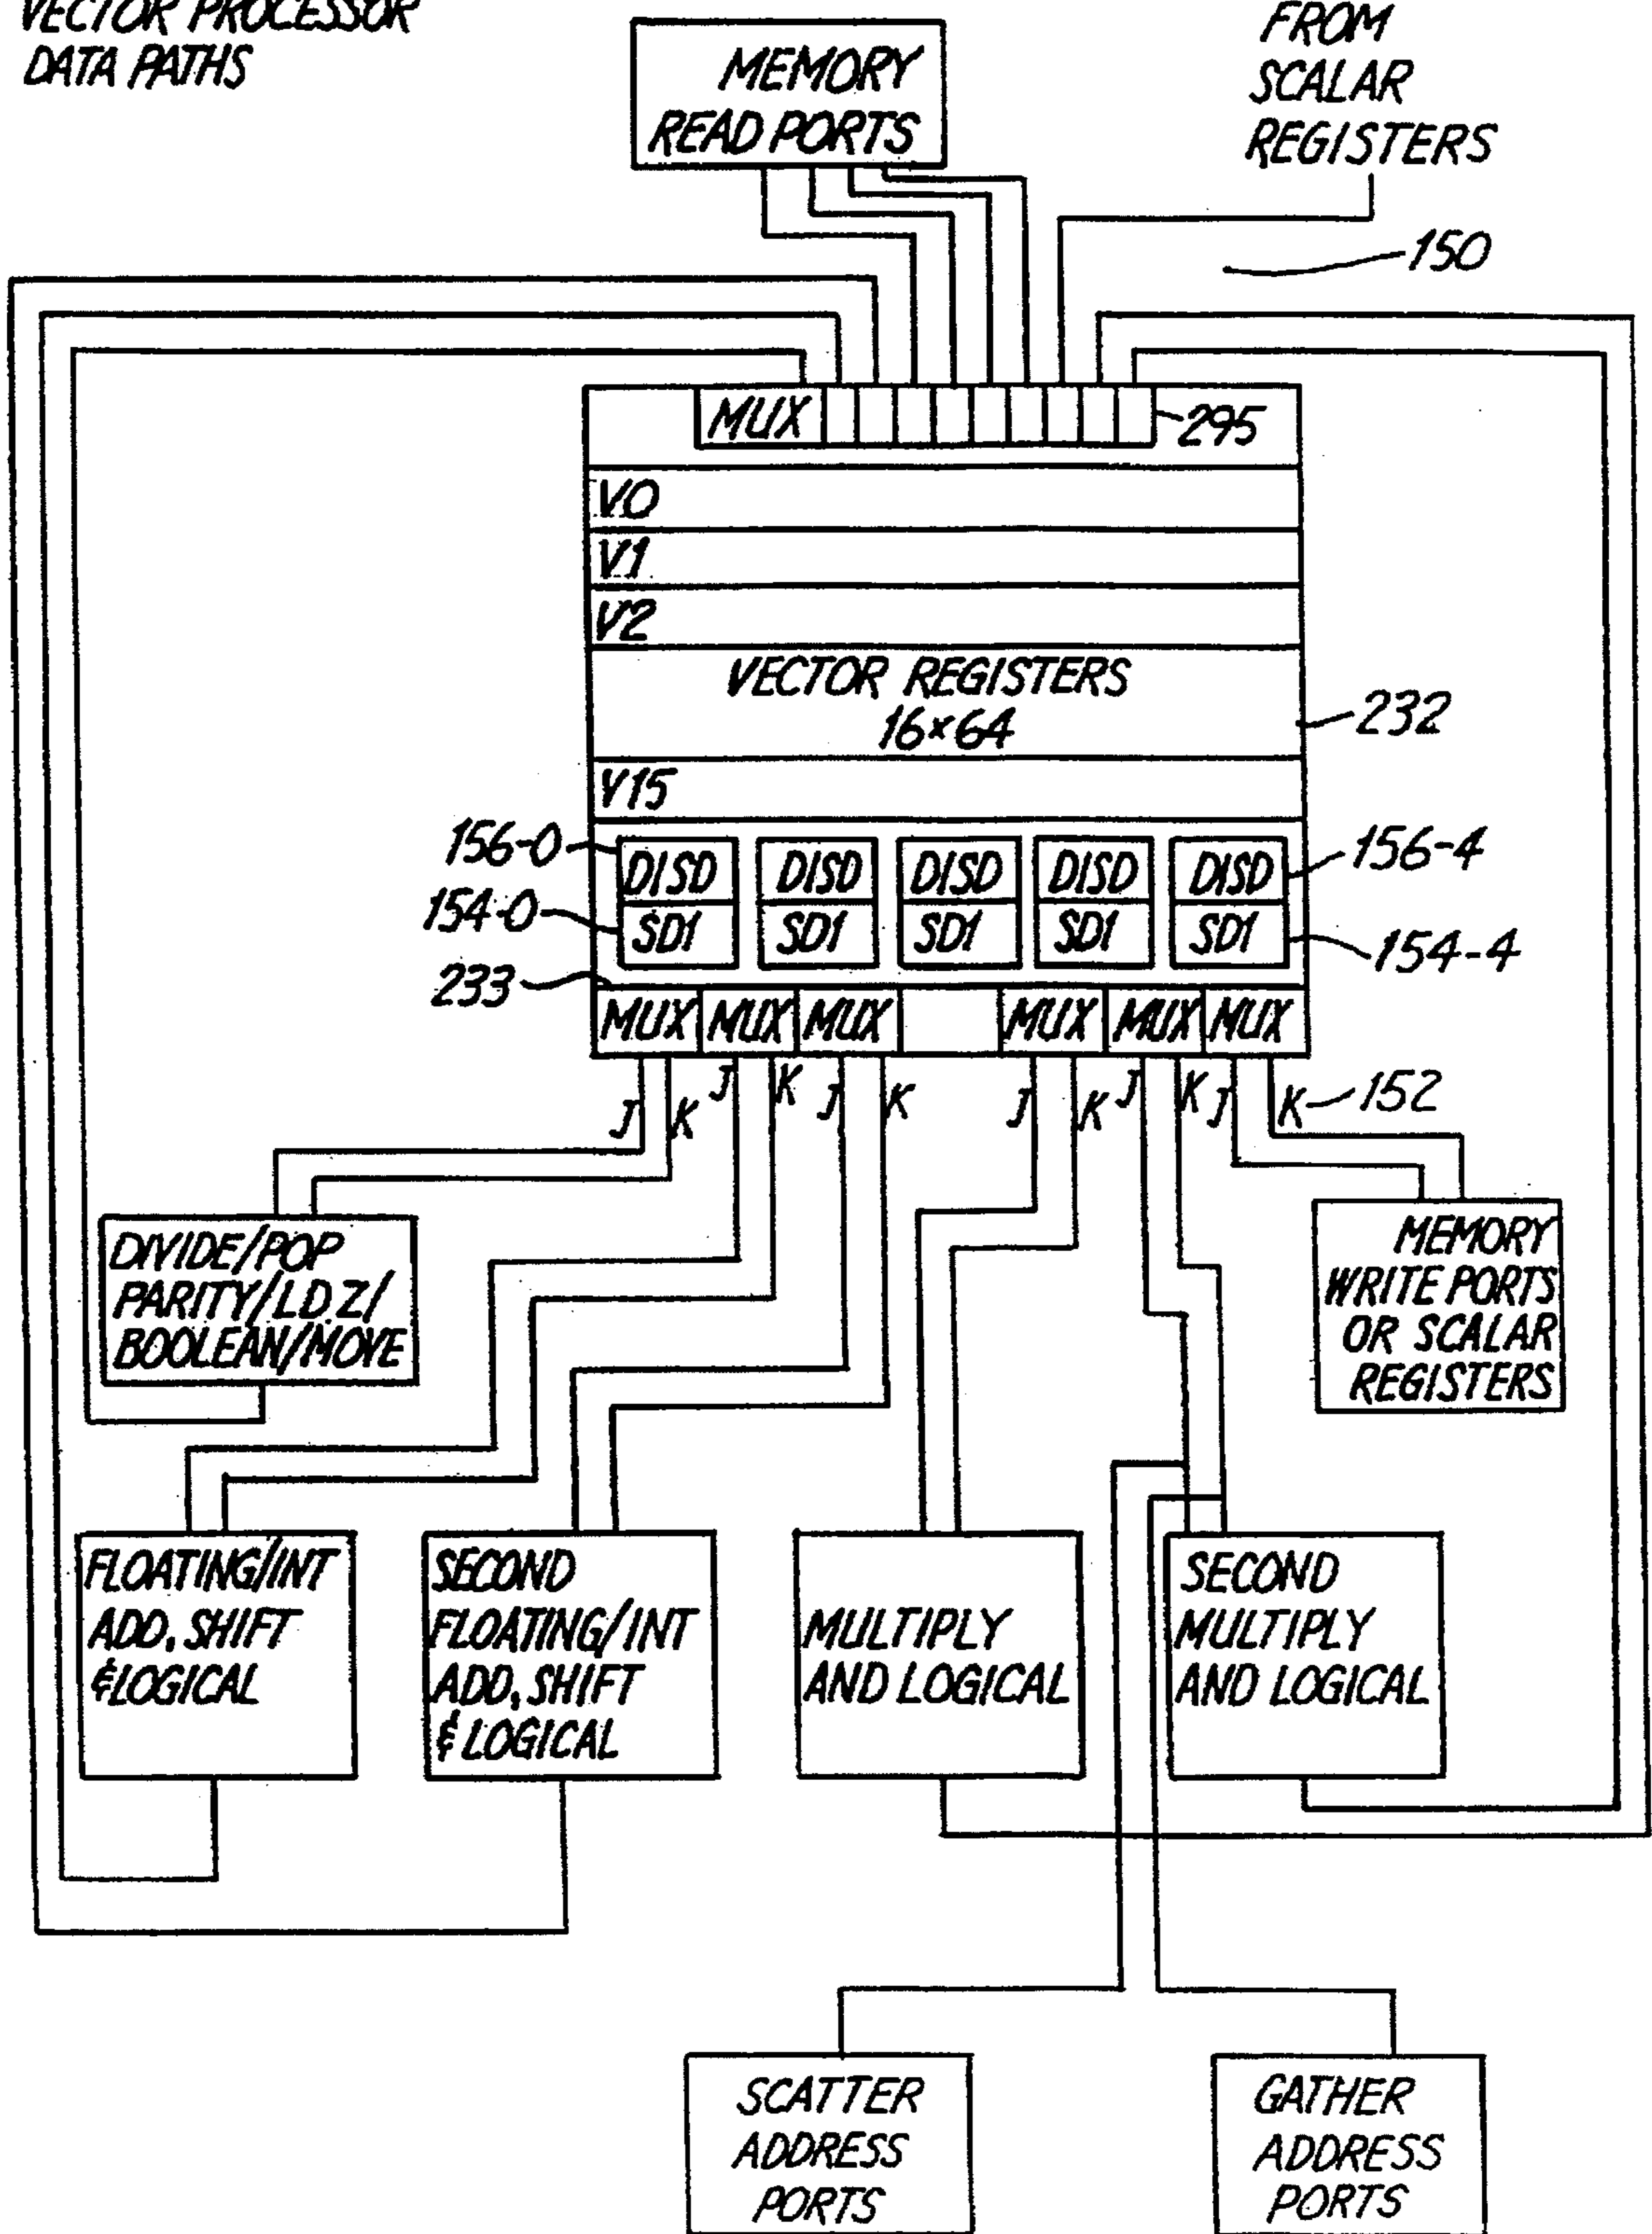 VECTOR PROCESSOR
DATA PATHS
MEMORY
READ PORTS
FROM
SCALAR
REGISTERS
150
MUX
295
V0
V1
V2
VECTOR REGISTERS
16×64
232
V15
156-0
DISD DISD DISD DISD DISD
156-4
154-0
SD1 SD1 SD1 SD1 SD1
154-4
233
MUX MUX MUX MUX MUX MUX
J K J K J K J K J K J K
152
DIVIDE/POP
PARITY/LDZ/
BOOLEAN/MOVE
MEMORY
WRITE PORTS
OR SCALAR
REGISTERS
FLOATING/INT
ADD, SHIFT
&LOGICAL
SECOND
FLOATING/INT
ADD, SHIFT
& LOGICAL
MULTIPLY
AND LOGICAL
SECOND
MULTIPLY
AND LOGICAL
SCATTER
ADDRESS
PORTS
GATHER
ADDRESS
PORTS